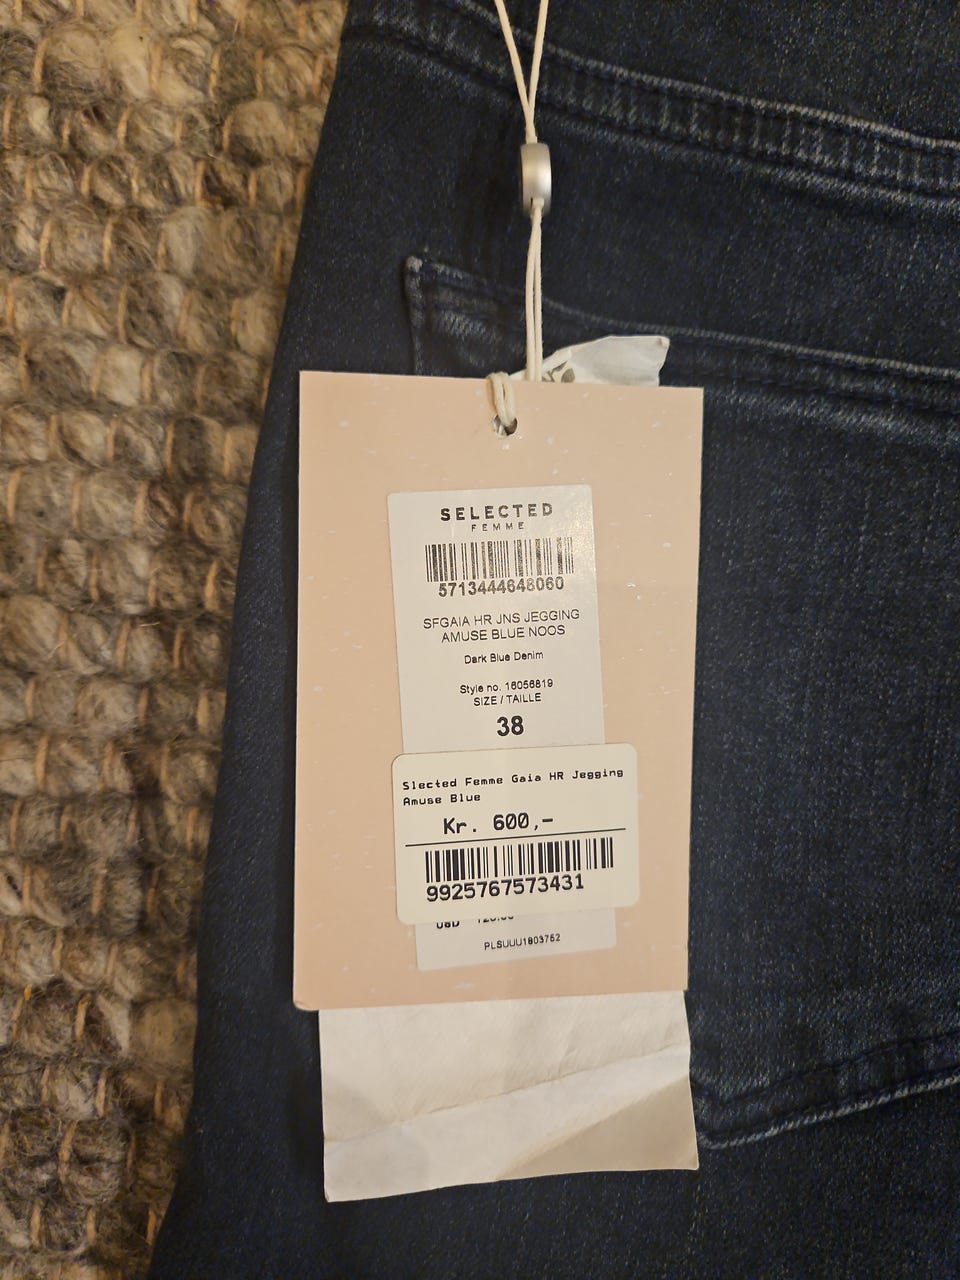 SELECTED
FEMME
5713444648060
SFGAIA HR JNS JEGGING
AMUSE BLUE NOOS
Dark Blue Denim
Style no. 16056819
SIZE / TAILLE
38
Slected Femme Gaia HR Jegging
Amuse Blue
Kr. 600,-
9925767573431
USD
PLSUUU1803752